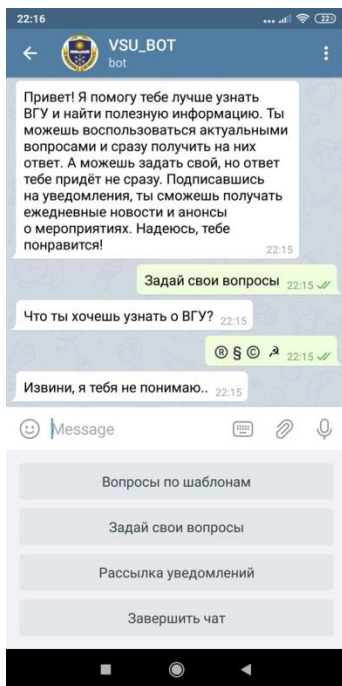 22:16
22
VSU_BOT
bot
Привет! Я помогу тебе лучше узнать
ВГУ и найти полезную информацию. Ты
можешь воспользоваться актуальными
вопросами и сразу получить на них
ответ. А можешь задать свой, но ответ
тебе придёт не сразу. Подписавшись
на уведомления, ты сможешь получать
ежедневные новости и анонсы
о мероприятиях. Надеюсь, тебе
понравится! 22:15
Задай свои вопросы 22:15
Что ты хочешь узнать о ВГУ? 22:15
® § © ☭ 22:15
Извини, я тебя не понимаю.. 22:15
Message
Вопросы по шаблонам
Задай свои вопросы
Рассылка уведомлений
Завершить чат